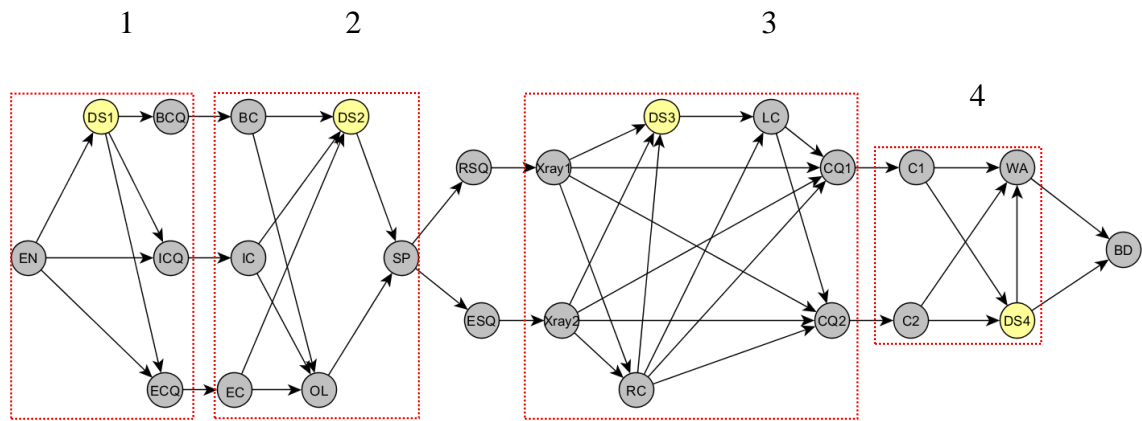 1 2 3
4
DS1 BCQ BC DS2 DS3 LC
RSQ Xray1 CQ1 C1 WA
EN ICQ IC SP BD
ESQ Xray2 CQ2 C2 DS4
ECQ EC OL RC